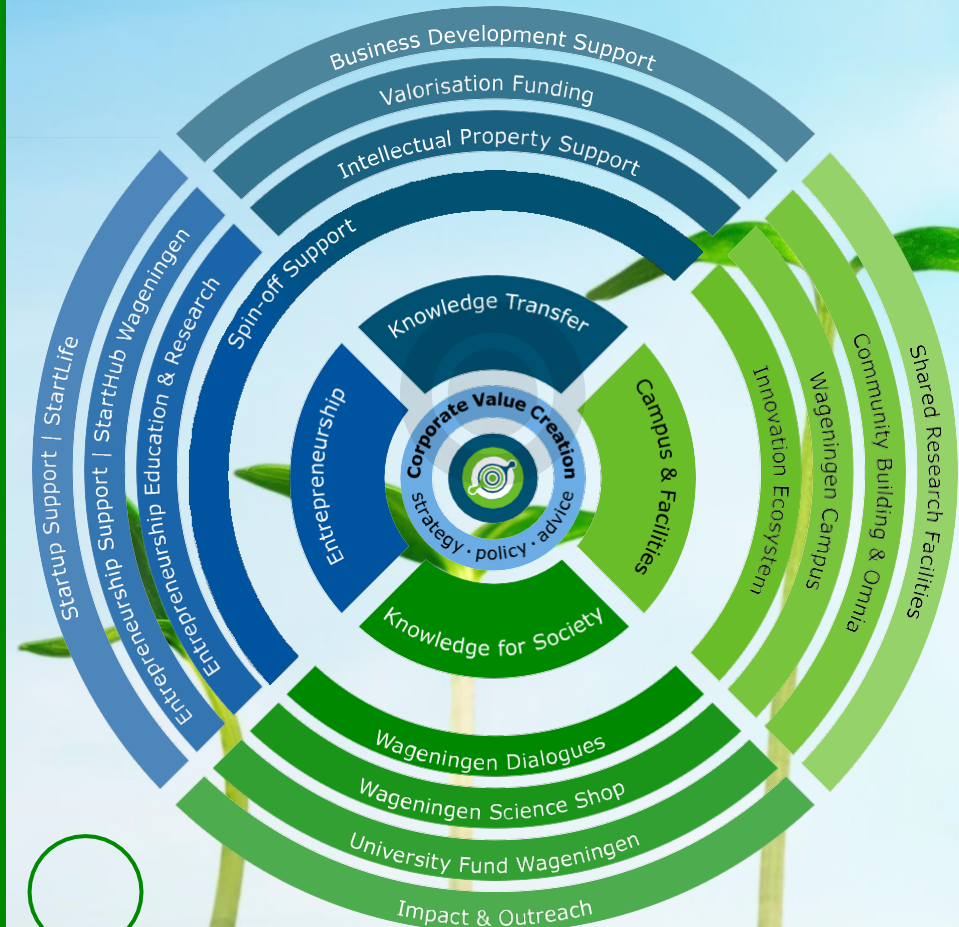 Business Development Support
Valorisation Funding
Intellectual Property Support
Spin-off Support
Knowledge Transfer
Startup Support | StartLife
Entrepreneurship Support | StartHub Wageningen
Entrepreneurship Education & Research
Entrepreneurship
Corporate Value Creation
strategy · policy · advice
Campus & Facilities
Innovation Ecosystem
Wageningen Campus
Community Building & Omnia
Shared Research Facilities
Knowledge for Society
Wageningen Dialogues
Wageningen Science Shop
University Fund Wageningen
Impact & Outreach